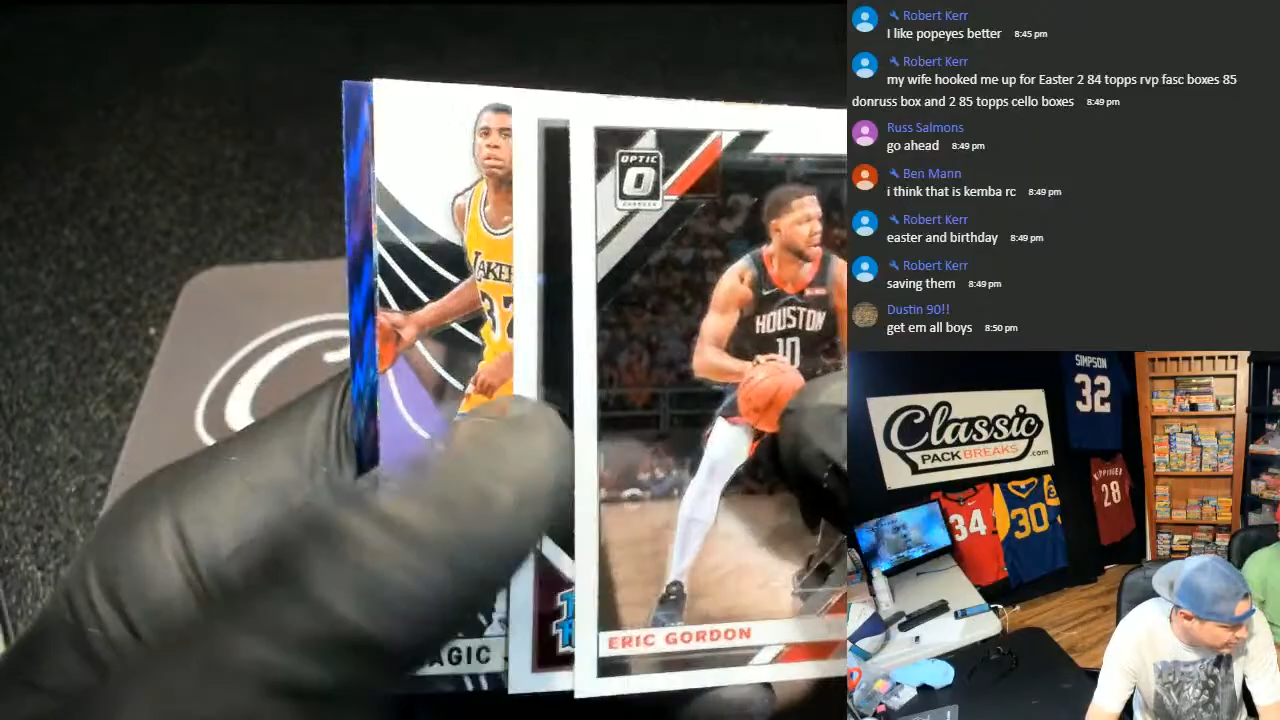 OPTIC
O
LAKE
37
HOUSTON
10
ERIC GORDON
AGIC
Robert Kerr
I like popeyes better 8:45 pm
Robert Kerr
my wife hooked me up for Easter 2 84 topps rvp fasc boxes 85
donruss box and 2 85 topps cello boxes 8:49 pm
Russ Salmons
go ahead 8:49 pm
Ben Mann
i think that is kemba rc 8:49 pm
Robert Kerr
easter and birthday 8:49 pm
Robert Kerr
saving them 8:49 pm
Dustin 90!!
get em all boys 8:50 pm
SIMPSON
32
Classic
PACK BREAKS.com
28
34
30